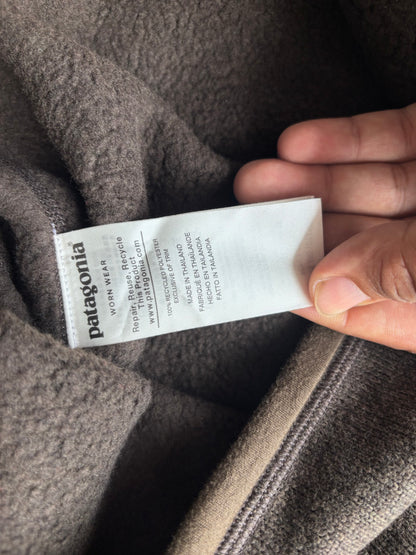 patagonia
WORN WEAR
Repair, Reuse, Recycle
This Product
www.patagonia.com
100% RECYCLED POLYESTER
EXCLUSIVE OF TRIM
MADE IN THAILAND
FABRIQUÉ EN THAÏLANDE
HECHO EN TAILANDIA
FATTO IN TAILANDIA